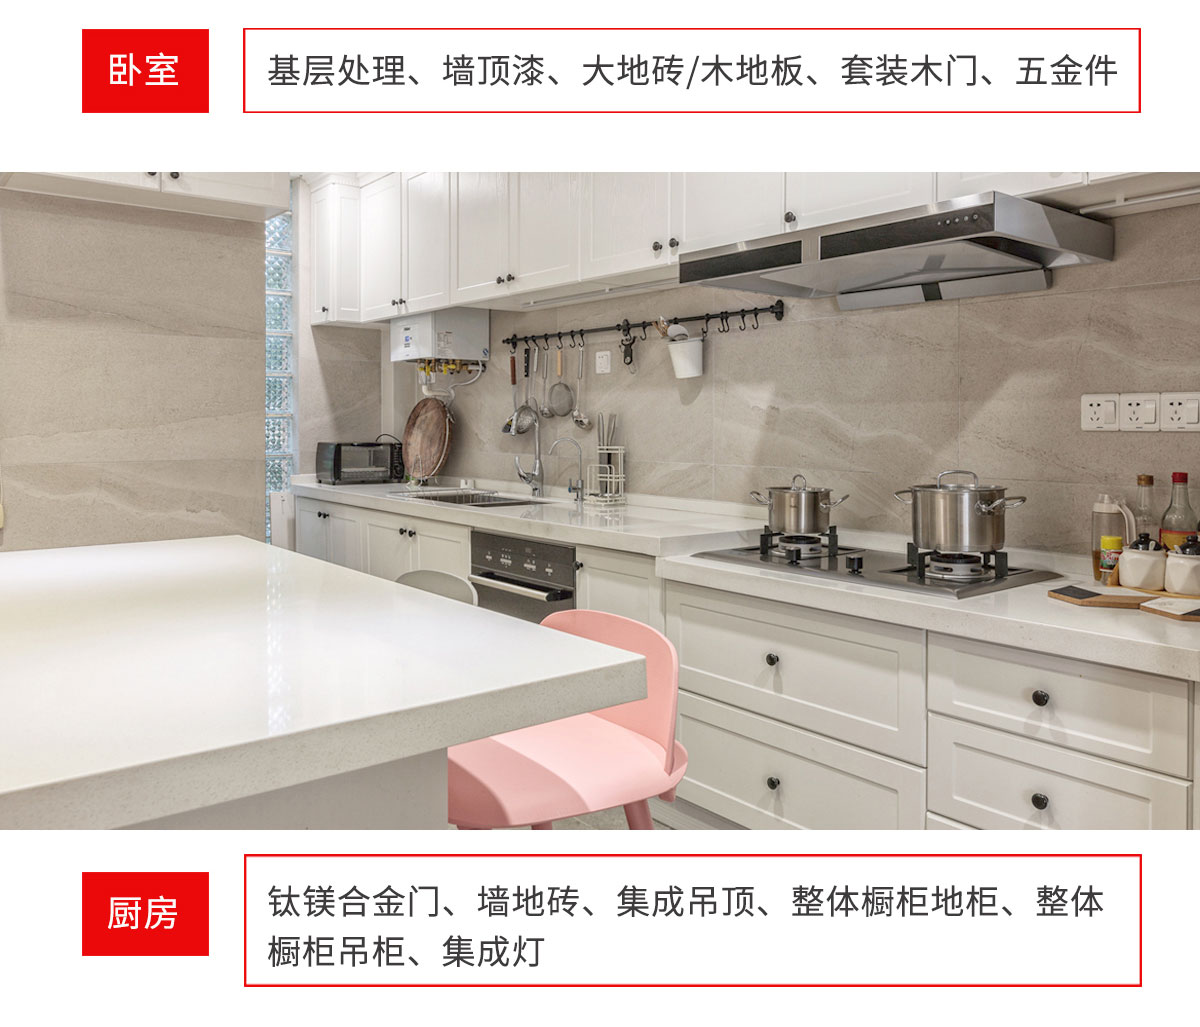 卧室
基层处理、墙顶漆、大地砖/木地板、套装木门、五金件
厨房
钛镁合金门、墙地砖、集成吊顶、整体橱柜地柜、整体
橱柜吊柜、集成灯